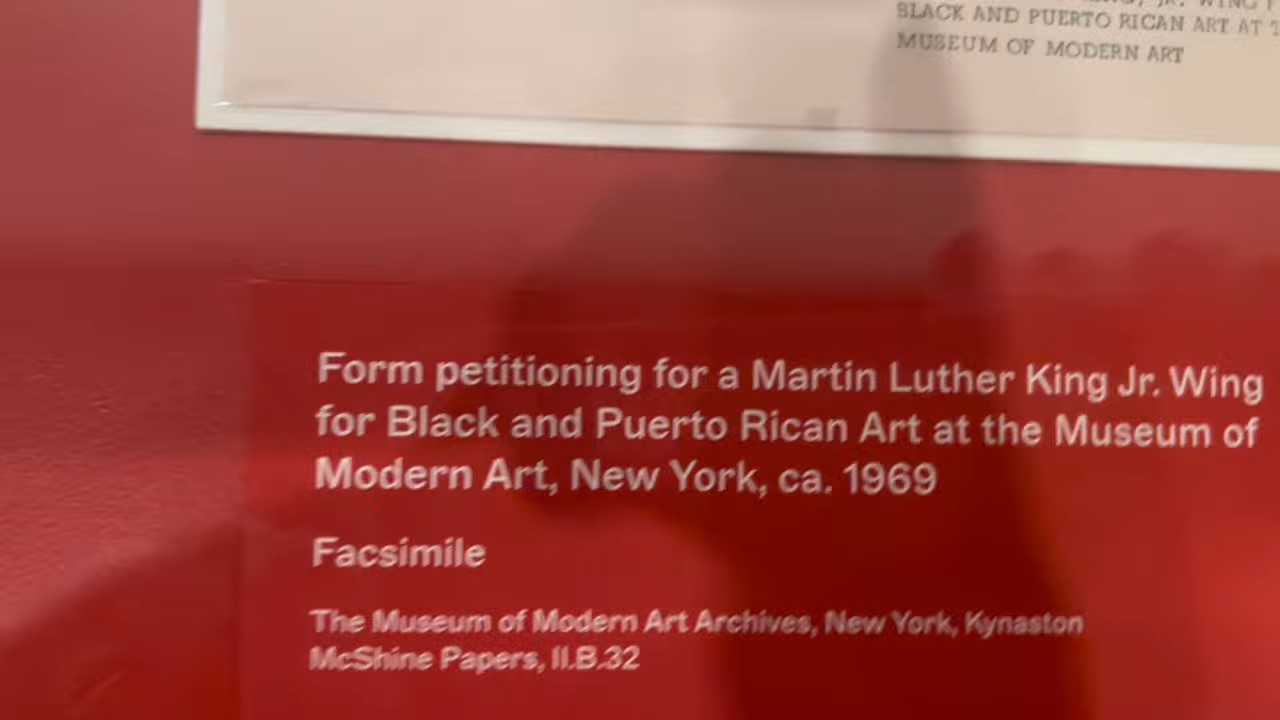 BLACK AND PUERTO RICAN ART AT
MUSEUM OF MODERN ART
Form petitioning for a Martin Luther King Jr. Wing
for Black and Puerto Rican Art at the Museum of
Modern Art, New York, ca. 1969
Facsimile
The Museum of Modern Art Archives, New York, Kynaston
McShine Papers, II.B.32